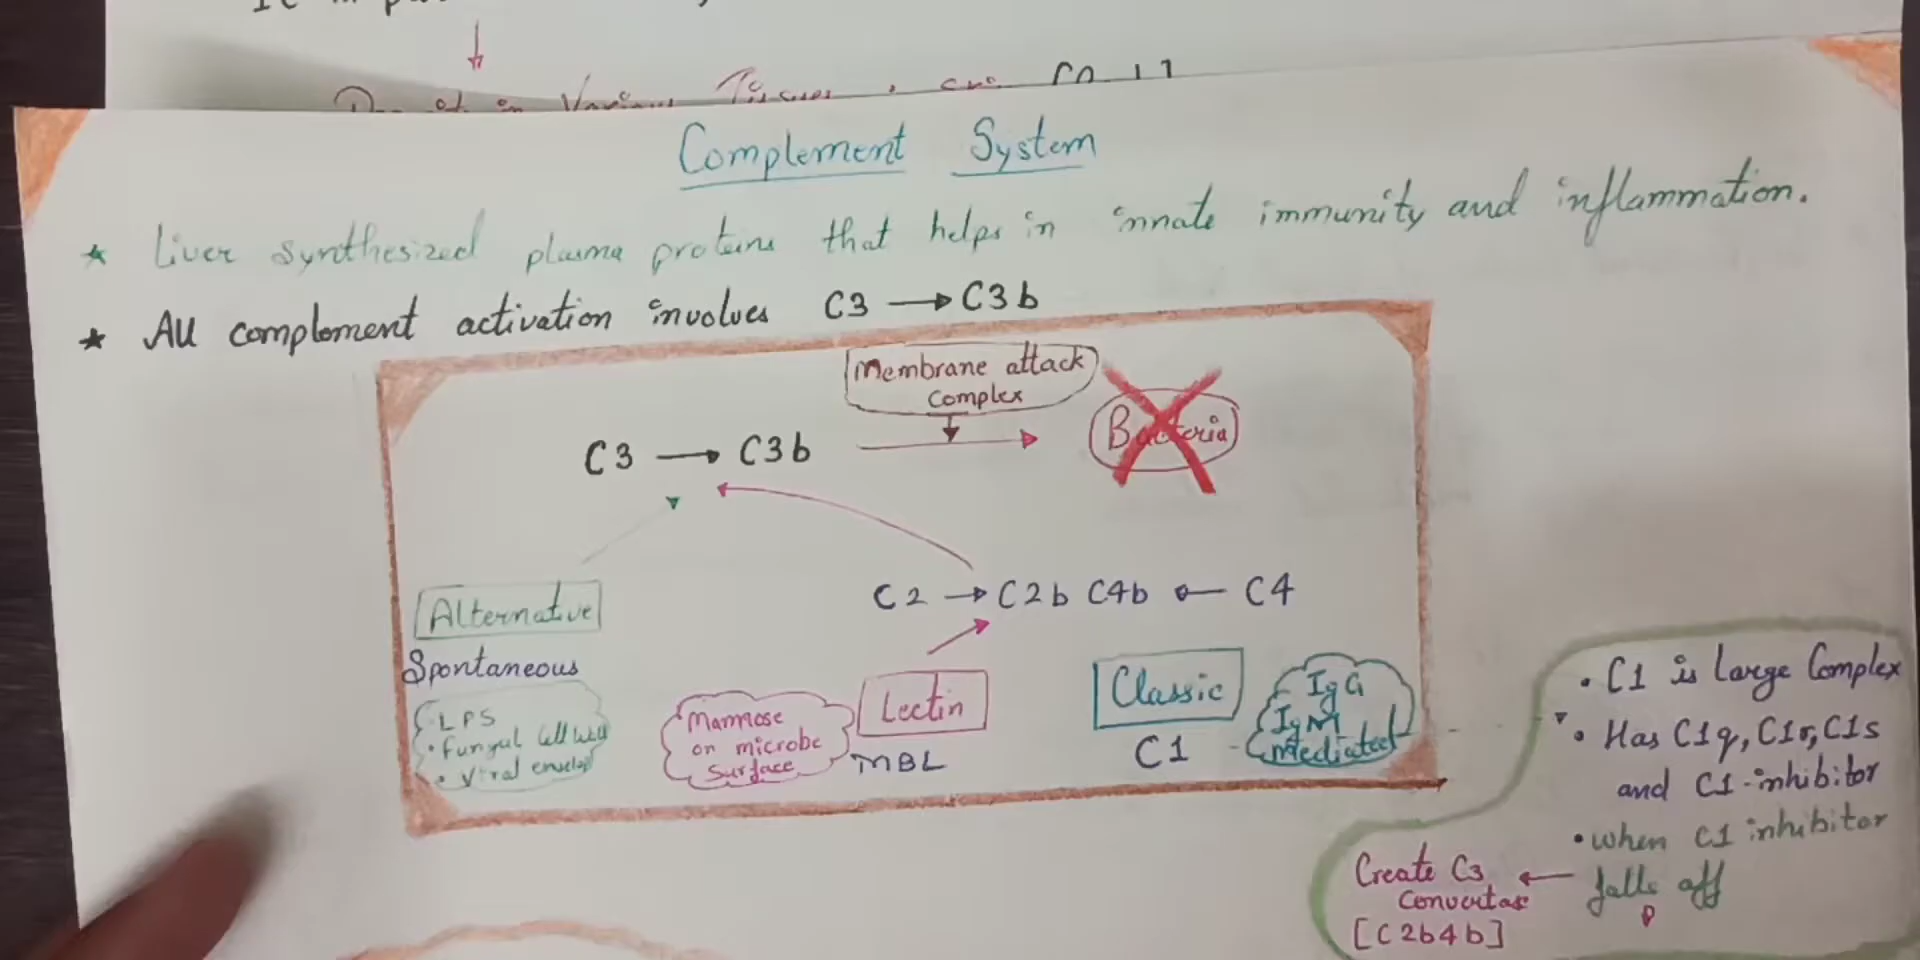 in Various Tissues
Complement System
★ Liver synthesized plasma proteins that helps in innate immunity and inflammation.
★ All complement activation involves C3 → C3b
Membrane attack
complex
C3 → C3b
Bacteria
C2 → C2b C4b ← C4
Alternative
Spontaneous
• LPS
• Fungal Cell Wall
• Viral envelop
Mannose
on microbe
Surface
Lectin
MBL
Classic
C1
IgG
IgM
mediated
• C1 is Large Complex
• Has C1q, C1r, C1s
and C1-inhibitor
• when C1 inhibitor
falls off
Create C3
Convertase
[C2b4b]